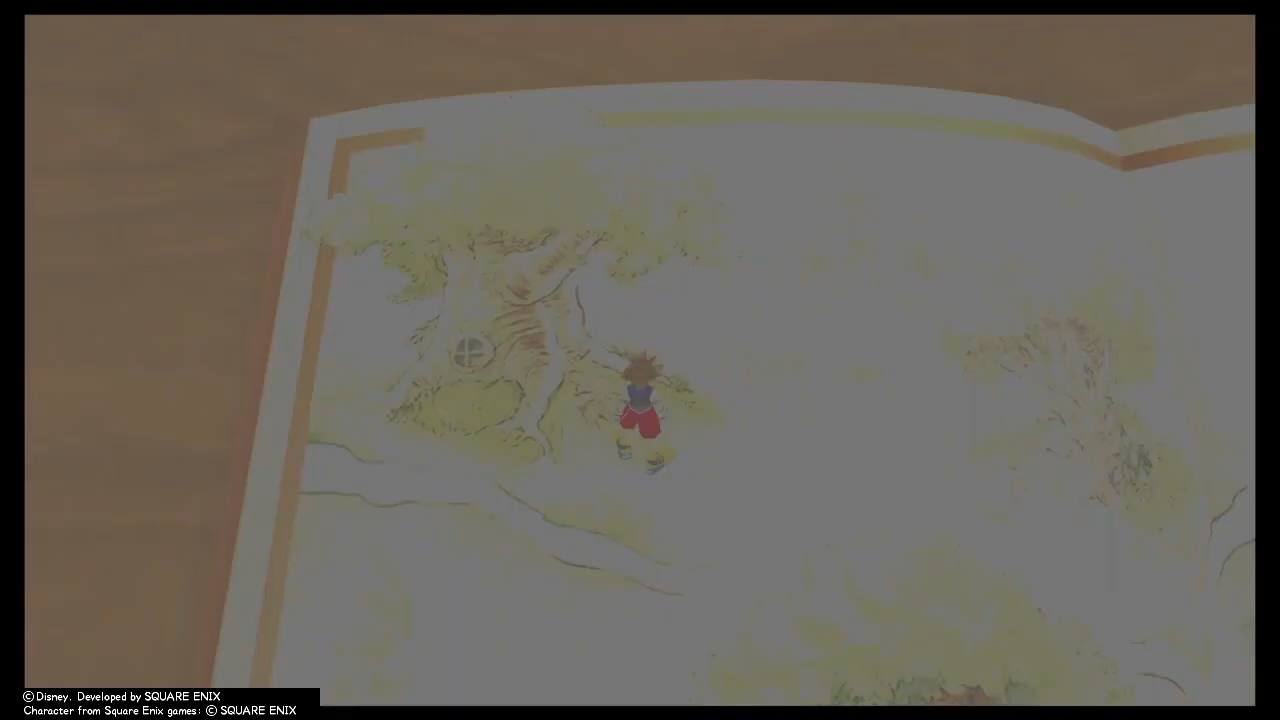 © Disney. Developed by SQUARE ENIX
Character from Square Enix games: © SQUARE ENIX